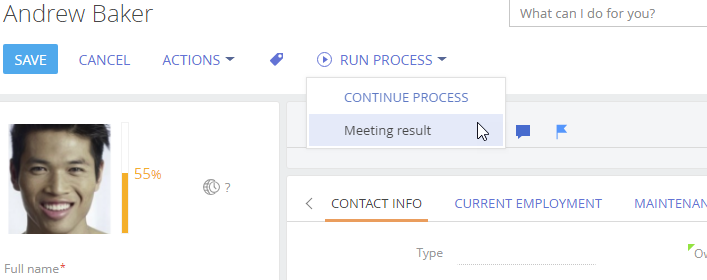 Andrew Baker
What can I do for you?
SAVE CANCEL ACTIONS RUN PROCESS
CONTINUE PROCESS
Meeting result
55%
?
CONTACT INFO CURRENT EMPLOYMENT MAINTENAN
Type
Ow
Full name*